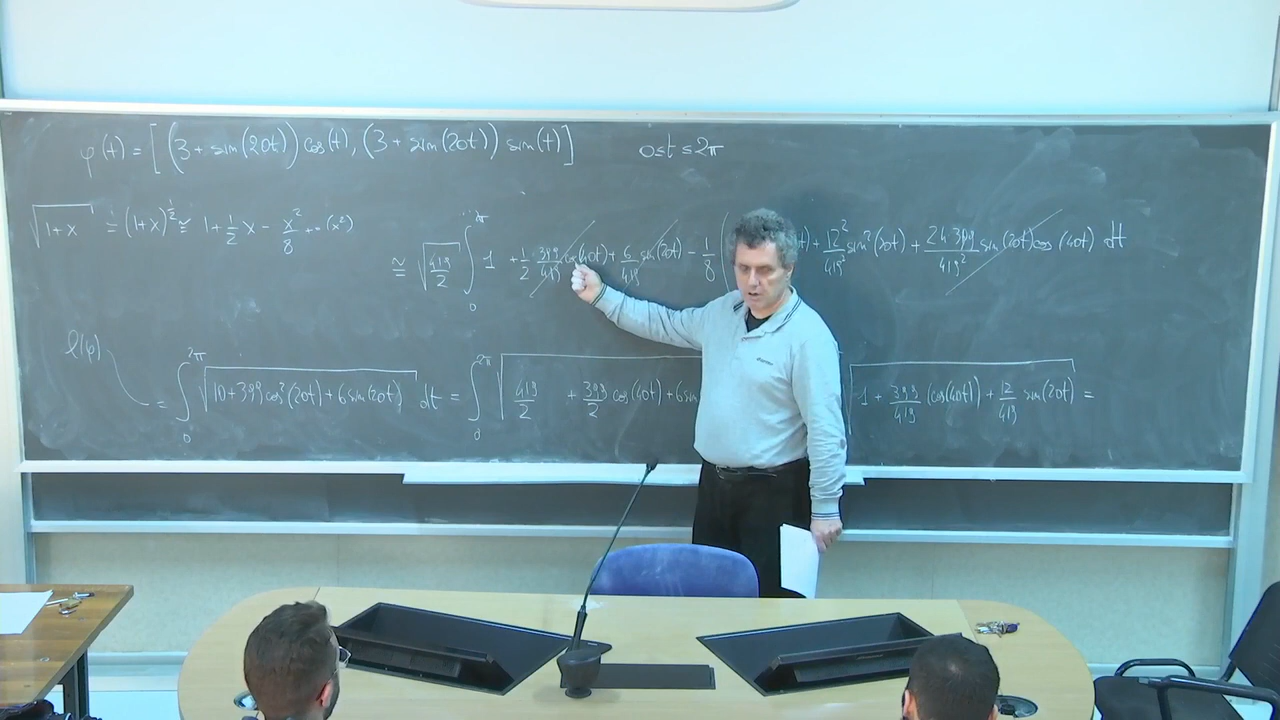 φ(t) = [(3 + sin(20t)) cos(t), (3 + sin(20t)) sin(t)] 0≤t≤2π
√(1+x) = (1+x)^(1/2) ≅ 1 + 1/2 x - x²/8 + o(x²)
≅ √(419/2) ∫₀^2π 1 + 1/2 399/419 cos(40t) + 6/419 sin(20t) - 1/8 ( t) + 12²/419² sin²(20t) + 24·399/419² sin(20t) cos(40t) dt
l(φ)
= ∫₀^2π √(10 + 399 cos²(20t) + 6 sin(20t)) dt = ∫₀^2π √(419/2 + 399/2 cos(40t) + 6 sin √(1 + 399/419 (cos(40t)) + 12/419 sin(20t)) =